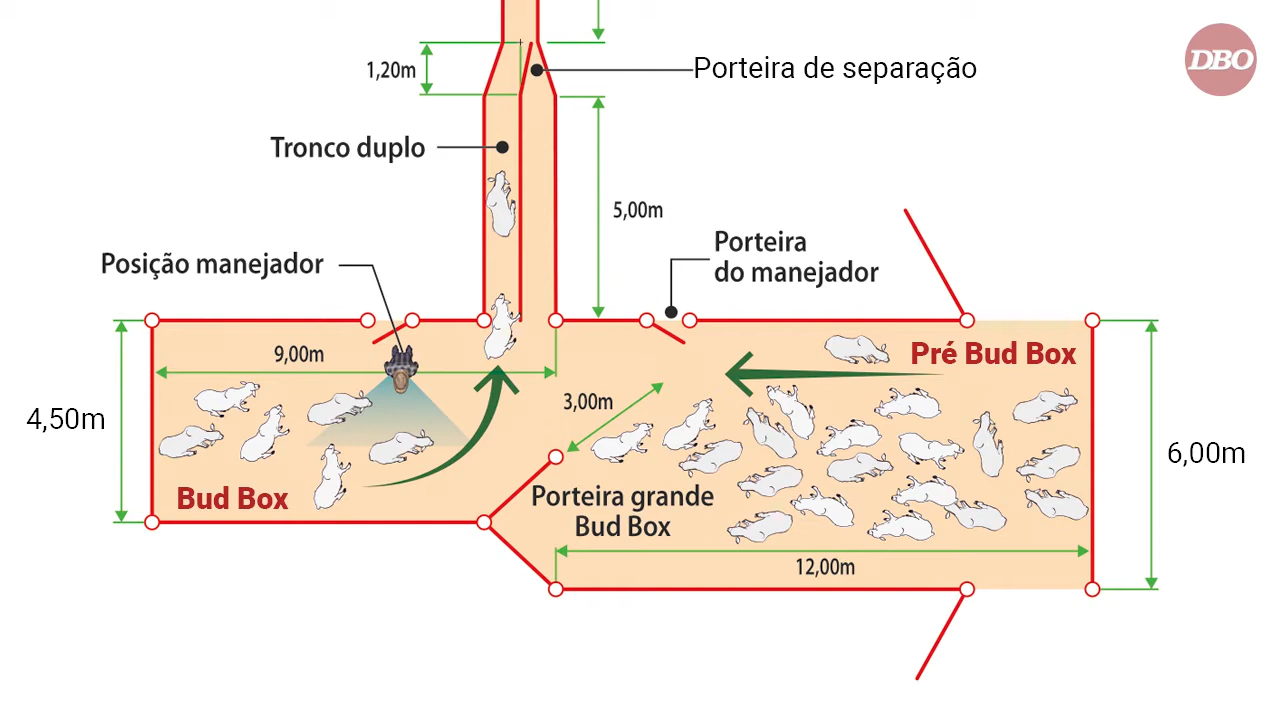 DBO
1,20m
Porteira de separação
Tronco duplo
5,00m
Posição manejador
Porteira
do manejador
9,00m
Pré Bud Box
4,50m
3,00m
6,00m
Bud Box
Porteira grande
Bud Box
12,00m